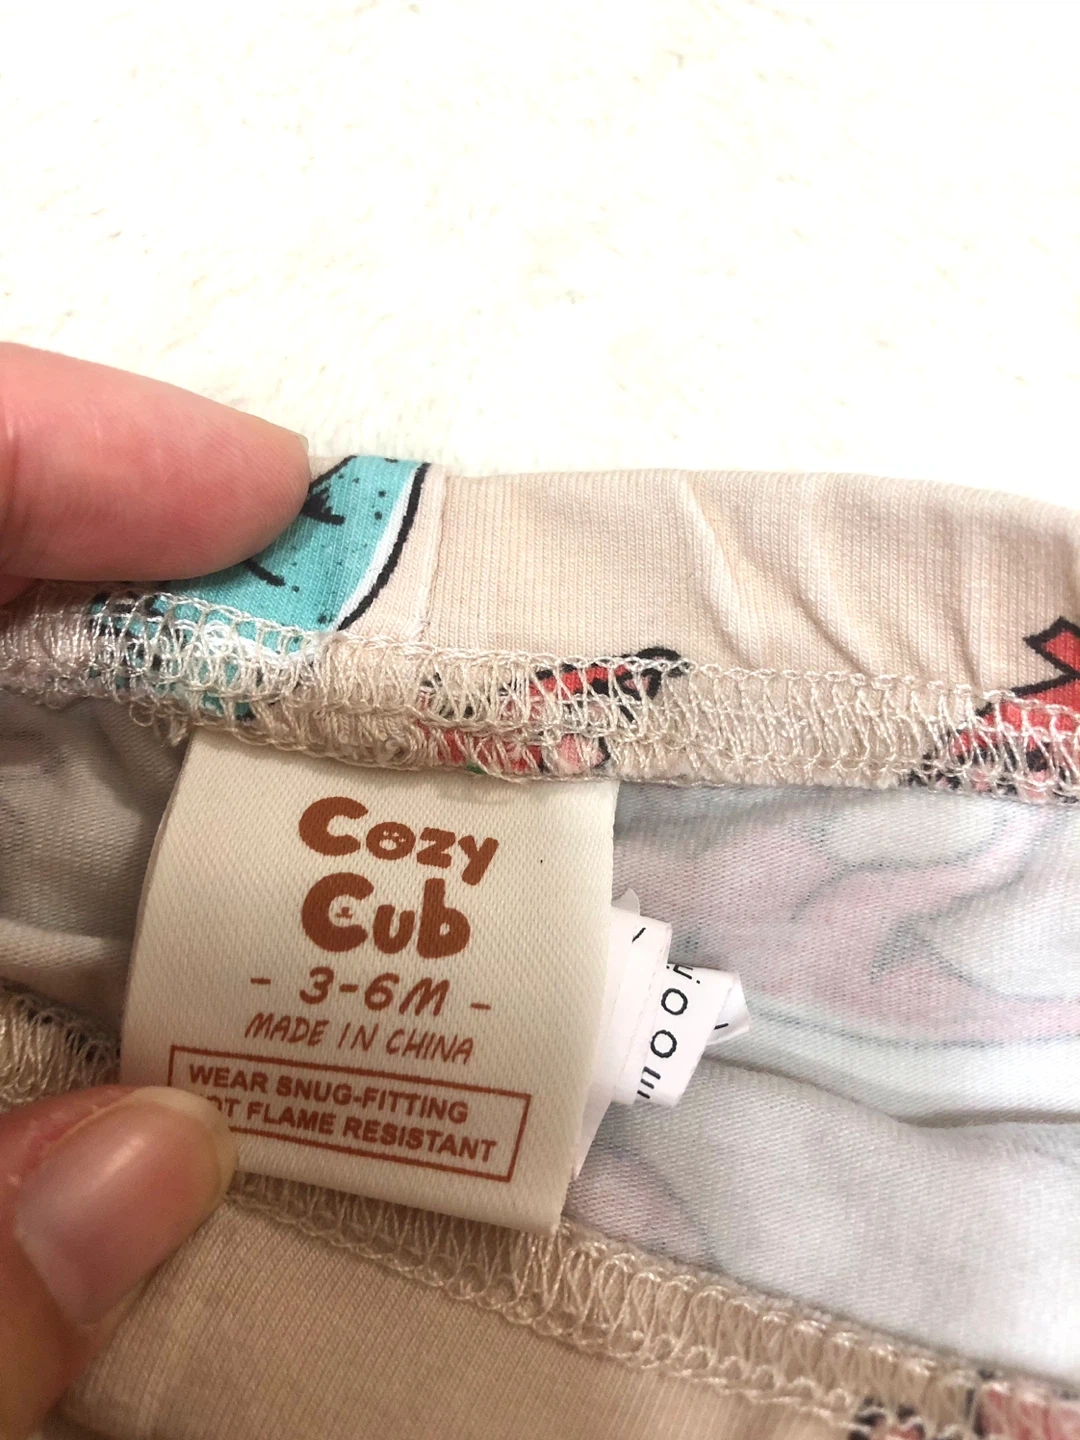 Cozy
Cub
- 3-6M -
MADE IN CHINA
WEAR SNUG-FITTING
FLAME RESISTANT